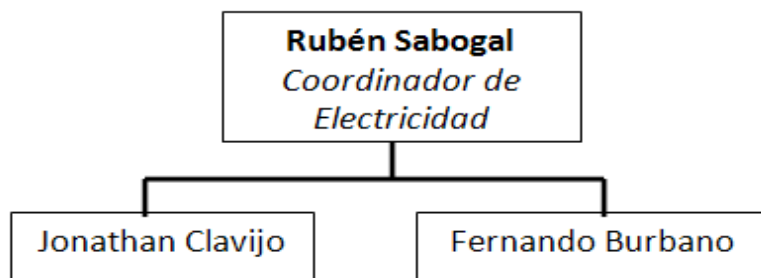 Rubén Sabogal
Coordinador de
Electricidad
Jonathan Clavijo
Fernando Burbano